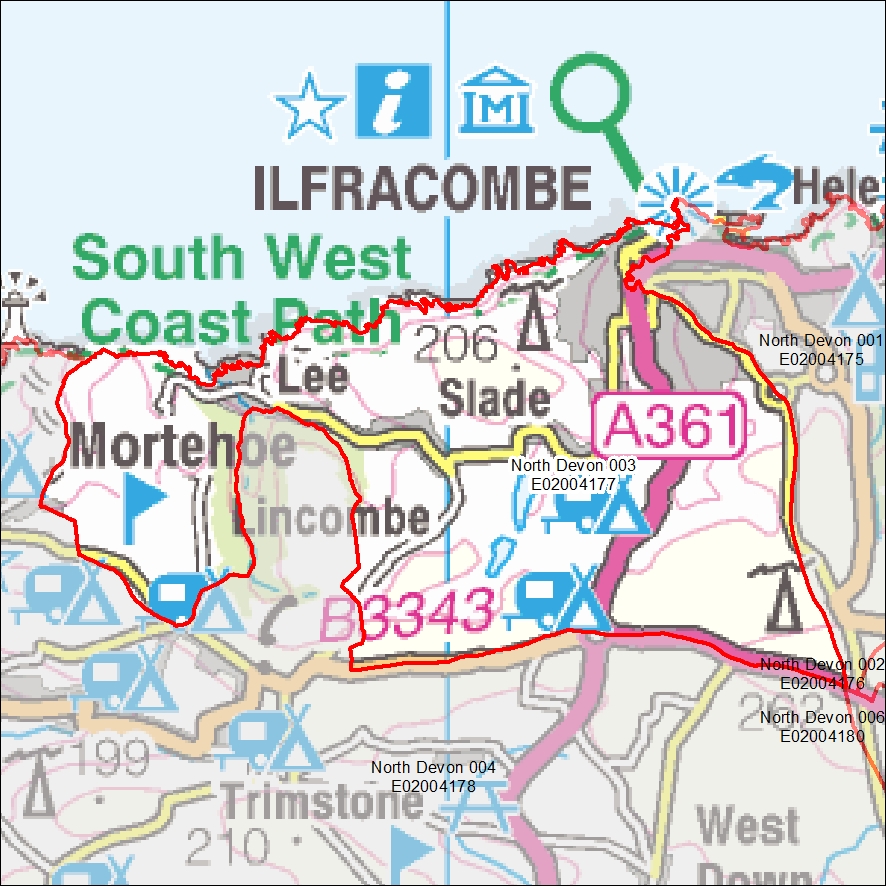 i
M
ILFRACOMBE
Hele
South West
Coast Path
206
Lee
North Devon 001
E02004175
Slade
A361
Mortehoe
North Devon 003
E02004177
Lincombe
B3343
North Devon 002
E02004176
262
North Devon 006
E02004180
199
North Devon 004
E02004178
Trimstone
West
Down
210